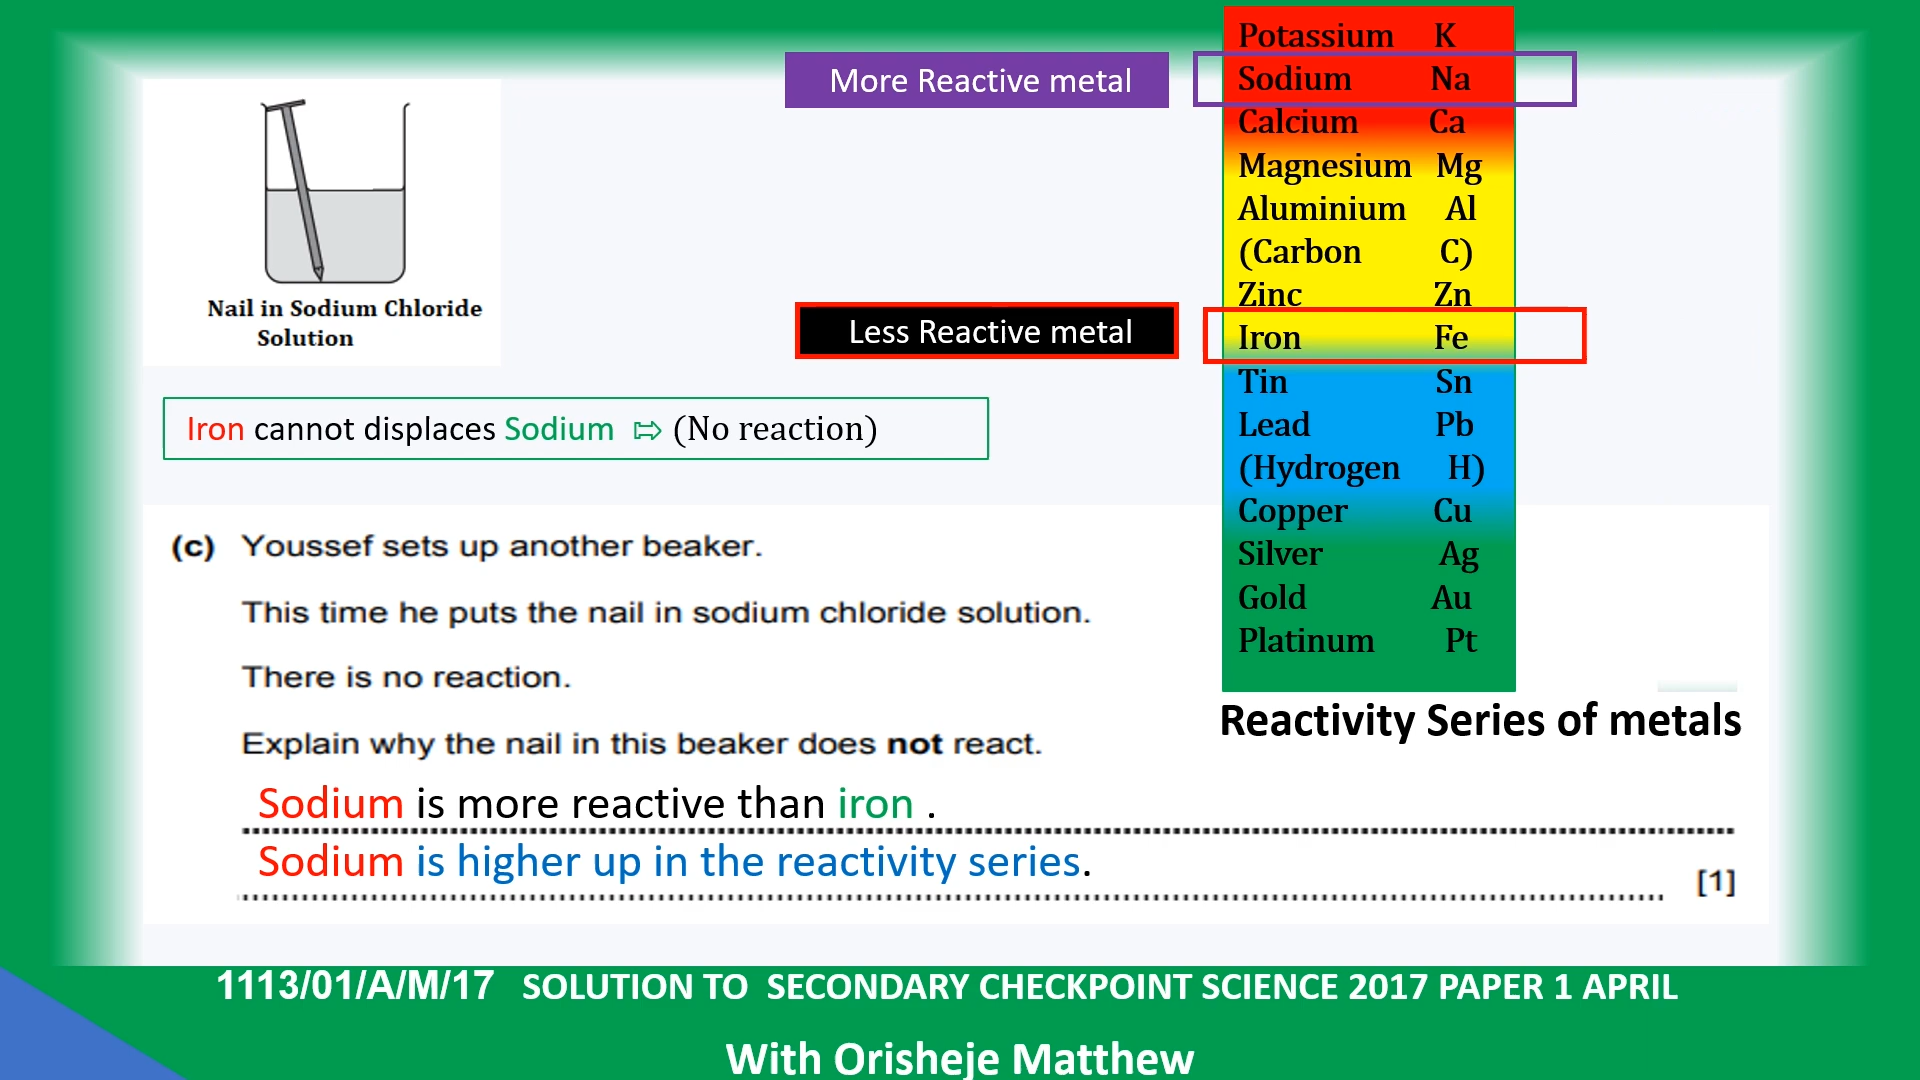 More Reactive metal
Potassium K
Sodium Na
Calcium Ca
Magnesium Mg
Aluminium Al
(Carbon C)
Zinc Zn
Less Reactive metal
Iron Fe
Tin Sn
Lead Pb
(Hydrogen H)
Copper Cu
Silver Ag
Gold Au
Platinum Pt
Reactivity Series of metals
Nail in Sodium Chloride
Solution
Iron cannot displaces Sodium ⇨ (No reaction)
(c) Youssef sets up another beaker.
This time he puts the nail in sodium chloride solution.
There is no reaction.
Explain why the nail in this beaker does not react.
Sodium is more reactive than iron .
Sodium is higher up in the reactivity series.
[1]
1113/01/A/M/17 SOLUTION TO SECONDARY CHECKPOINT SCIENCE 2017 PAPER 1 APRIL
With Orisheje Matthew